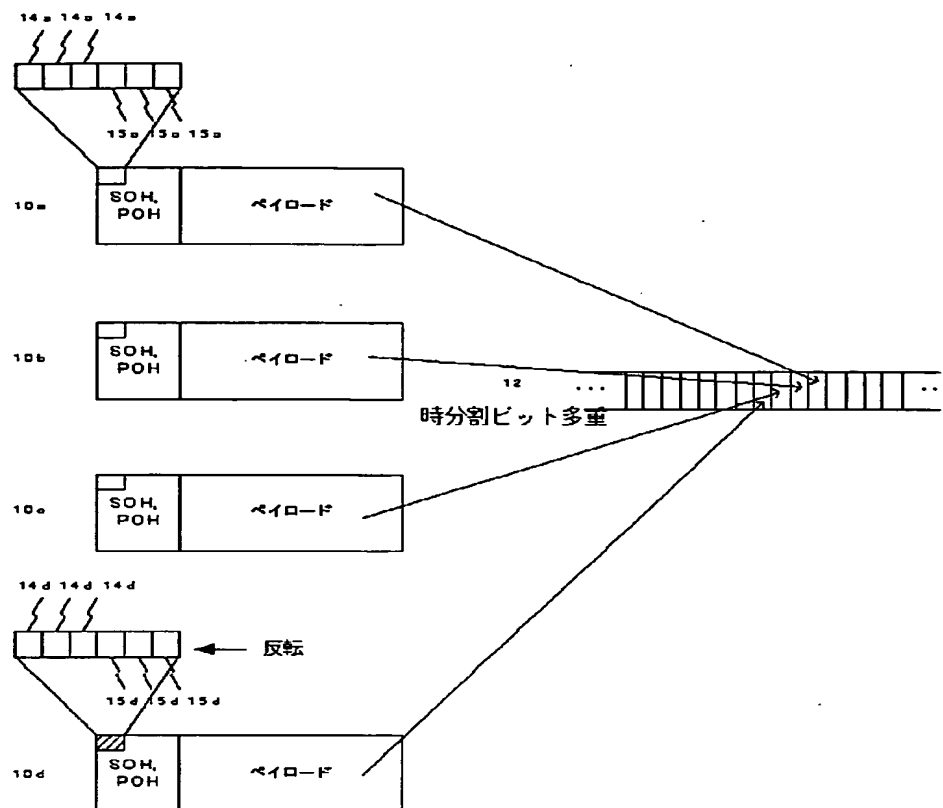 14a 14a 14a
15a 15a 15a
10a
SOH,
POH
ペイロード
10b
SOH,
POH
ペイロード
12
...
..
時分割ビット多重
10c
SOH,
POH
ペイロード
14d 14d 14d
反転
15d 15d 15d
10d
SOH,
POH
ペイロード